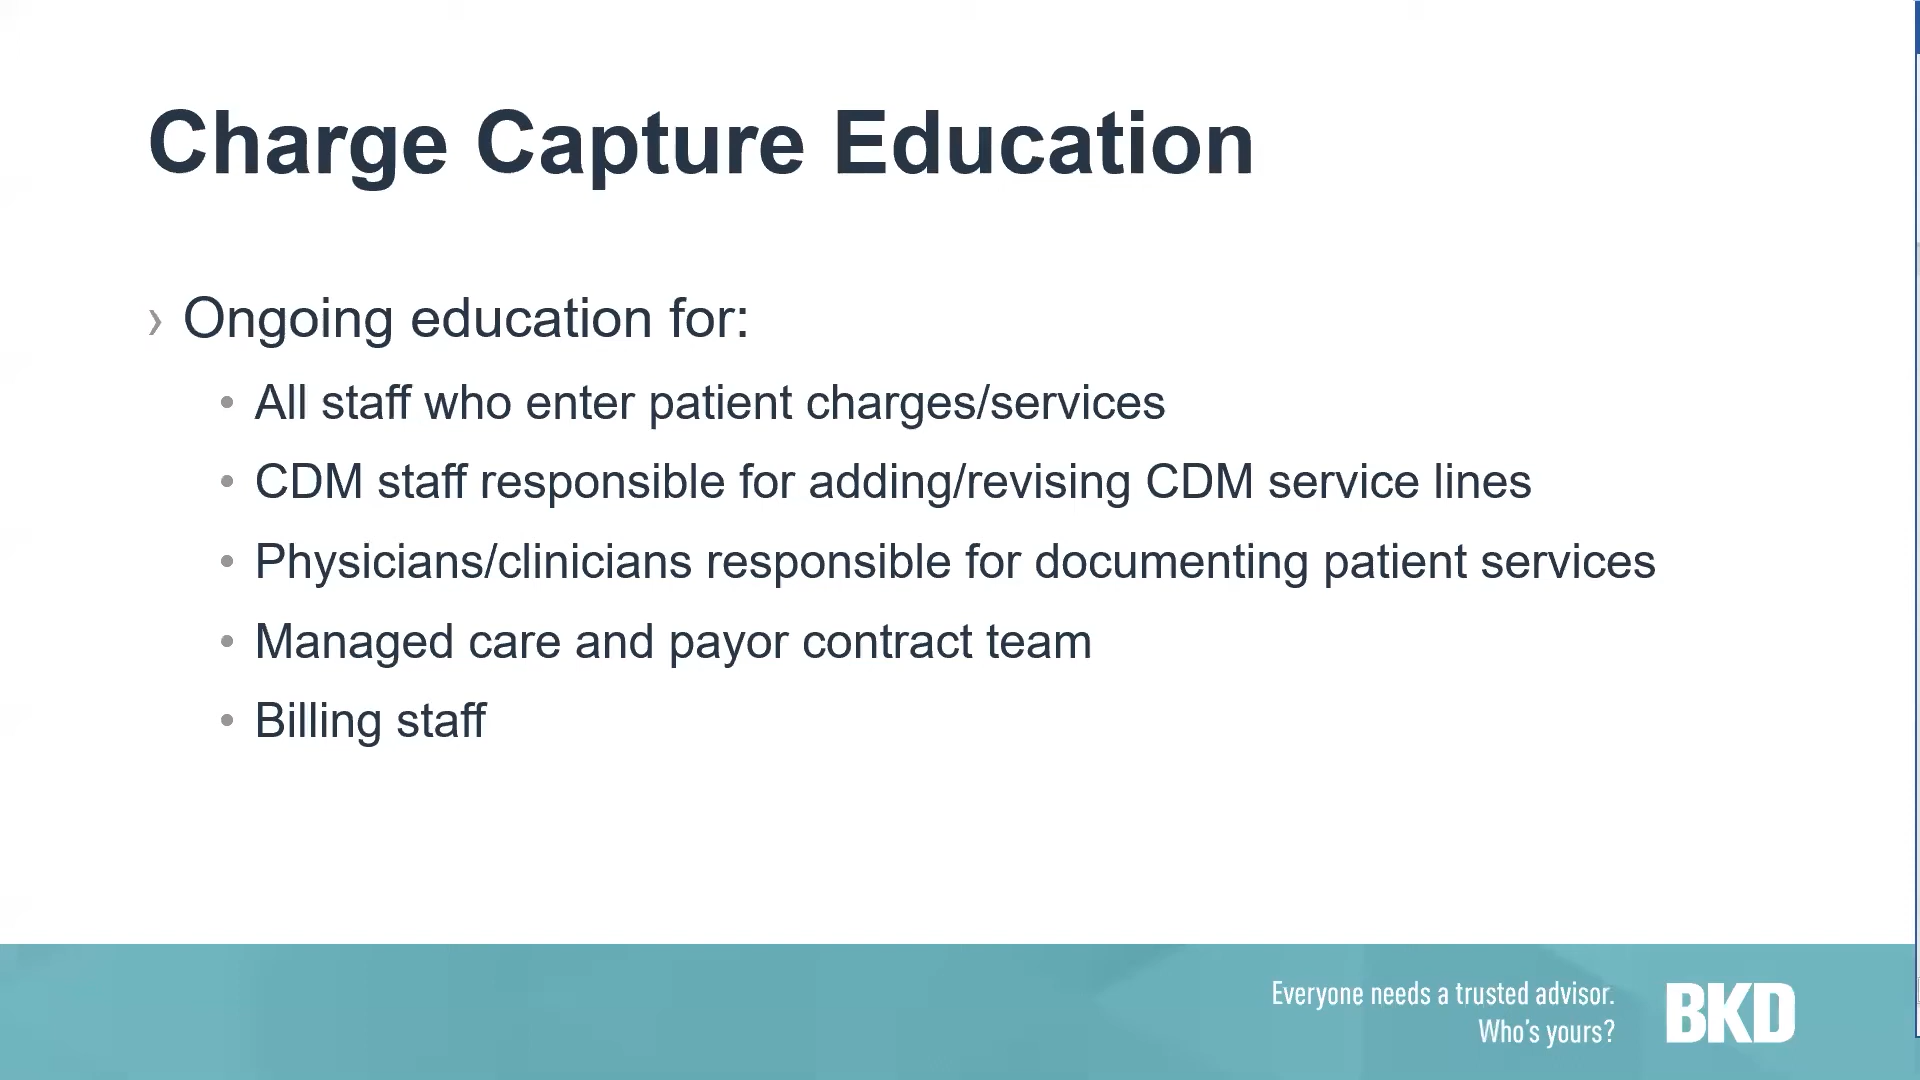 Charge Capture Education
› Ongoing education for:
• All staff who enter patient charges/services
• CDM staff responsible for adding/revising CDM service lines
• Physicians/clinicians responsible for documenting patient services
• Managed care and payor contract team
• Billing staff
Everyone needs a trusted advisor.
Who's yours?
BKD